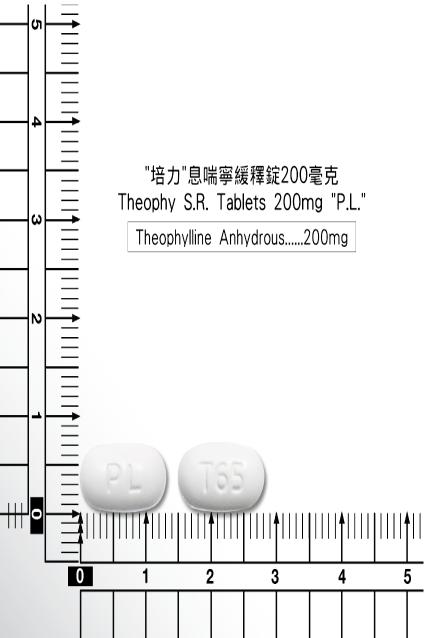 "培力"息喘寧緩釋錠200毫克
Theophy S.R. Tablets 200mg "P.L."
Theophylline Anhydrous......200mg
5
4
3
2
1
0
PL
T65
0 1 2 3 4 5